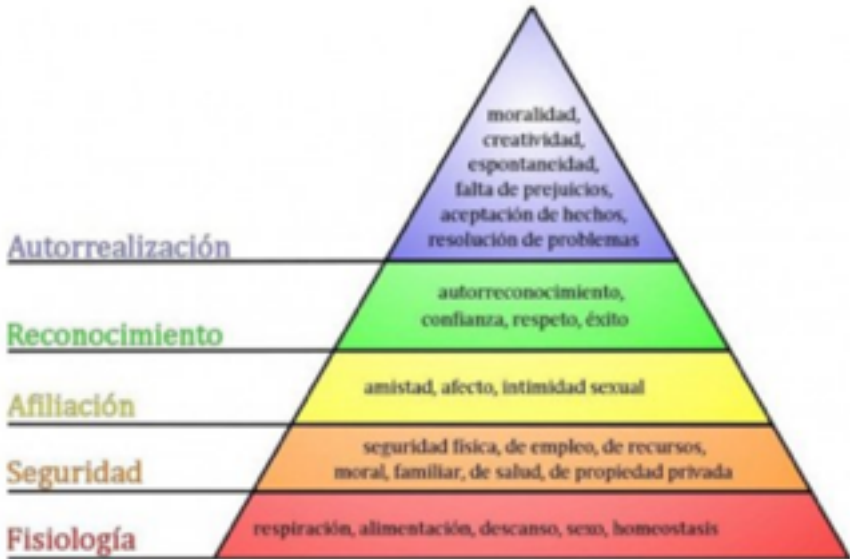 moralidad,
creatividad,
espontaneidad,
falta de prejuicios,
aceptación de hechos,
resolución de problemas
Autorrealización
autorreconocimiento,
confianza, respeto, éxito
Reconocimiento
amistad, afecto, intimidad sexual
Afiliación
seguridad física, de empleo, de recursos,
moral, familiar, de salud, de propiedad privada
Seguridad
respiración, alimentación, descanso, sexo, homeostasis
Fisiología